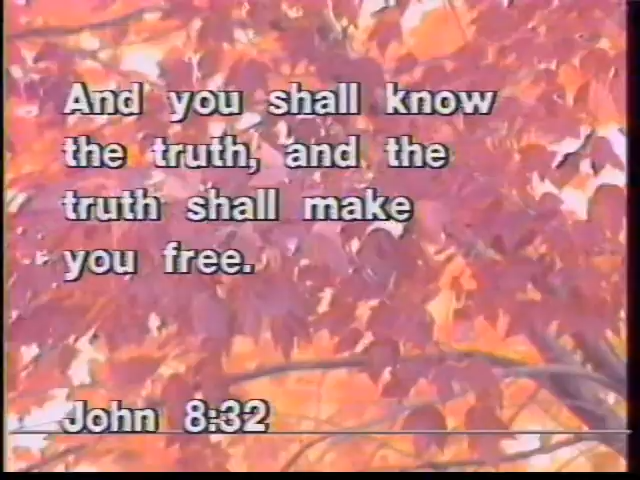 And you shall know
the truth, and the
truth shall make
you free.
John 8:32